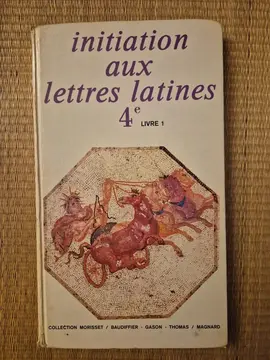 initiation
aux
lettres latines
4e LIVRE 1
COLLECTION MORISSET / BAUDIFFIER - GASON - THOMAS / MAGNARD